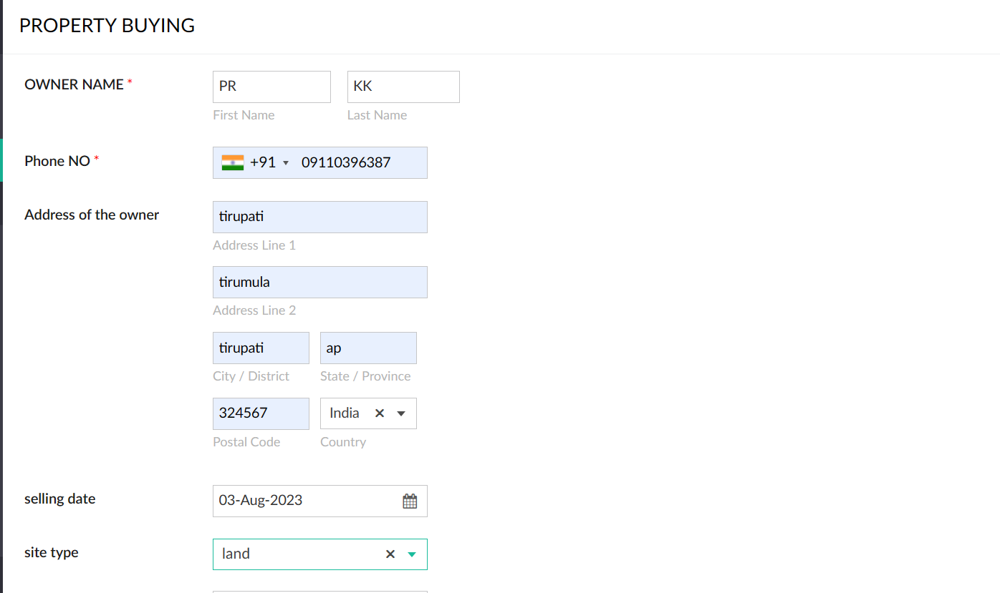 PROPERTY BUYING
OWNER NAME *
PR KK
First Name Last Name
Phone NO *
+91 09110396387
Address of the owner
tirupati
Address Line 1
tirumula
Address Line 2
tirupati ap
City / District State / Province
324567 India
Postal Code Country
selling date
03-Aug-2023
site type
land